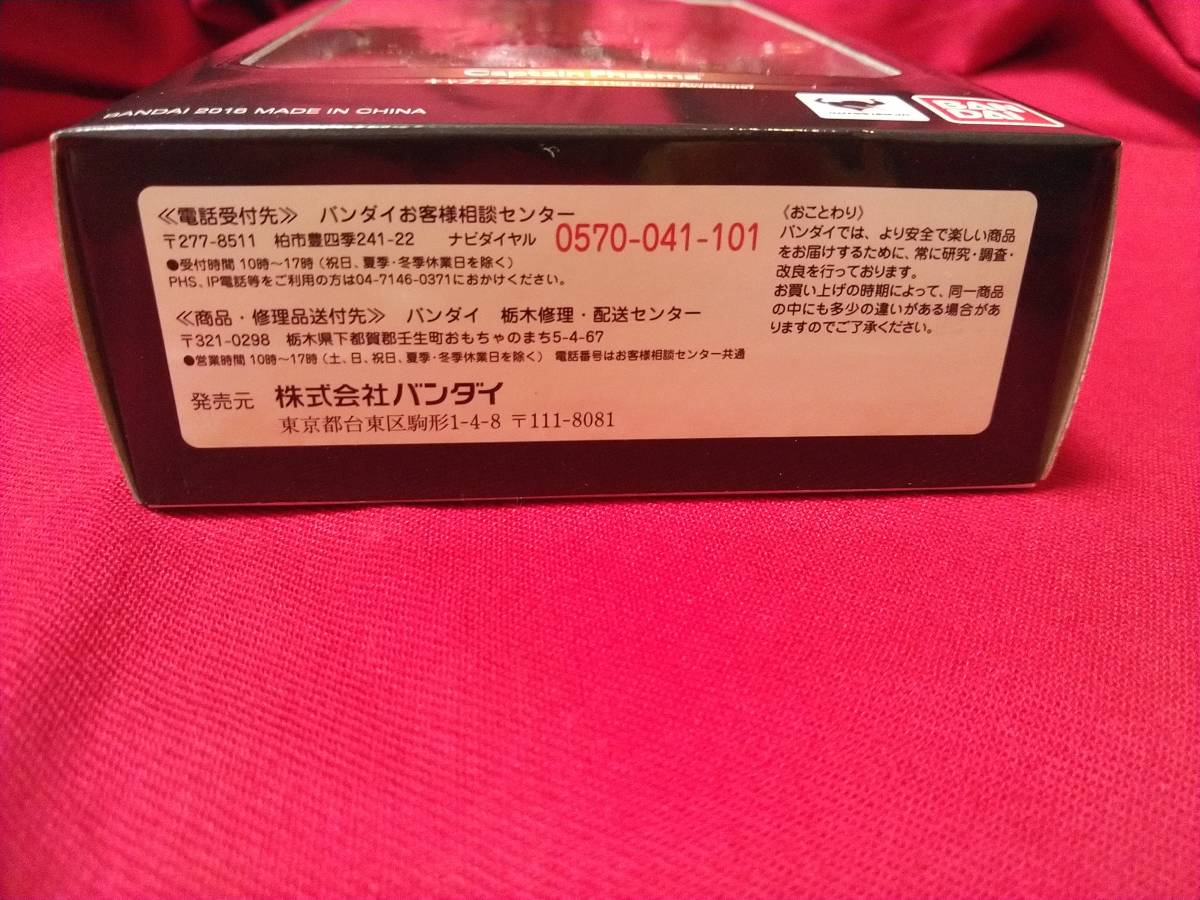 Captain Phasma
BANDAI 2016 MADE IN CHINA
BAN
DAI
≪電話受付先≫ バンダイお客様相談センター
〒277-8511 柏市豊四季241-22 ナビダイヤル 0570-041-101
●受付時間 10時～17時(祝日、夏季・冬季休業日を除く)
PHS、IP電話等をご利用の方は04-7146-0371におかけください。
≪商品・修理品送付先≫ バンダイ 栃木修理・配送センター
〒321-0298 栃木県下都賀郡壬生町おもちゃのまち5-4-67
●営業時間 10時～17時(土、日、祝日、夏季・冬季休業日を除く) 電話番号はお客様相談センター共通
発売元 株式会社バンダイ
東京都台東区駒形1-4-8 〒111-8081
《おことわり》
バンダイでは、より安全で楽しい商品
をお届けするために、常に研究・調査・
改良を行っております。
お買い上げの時期によって、同一商品
の中にも多少の違いがある場合があ
りますのでご了承ください。